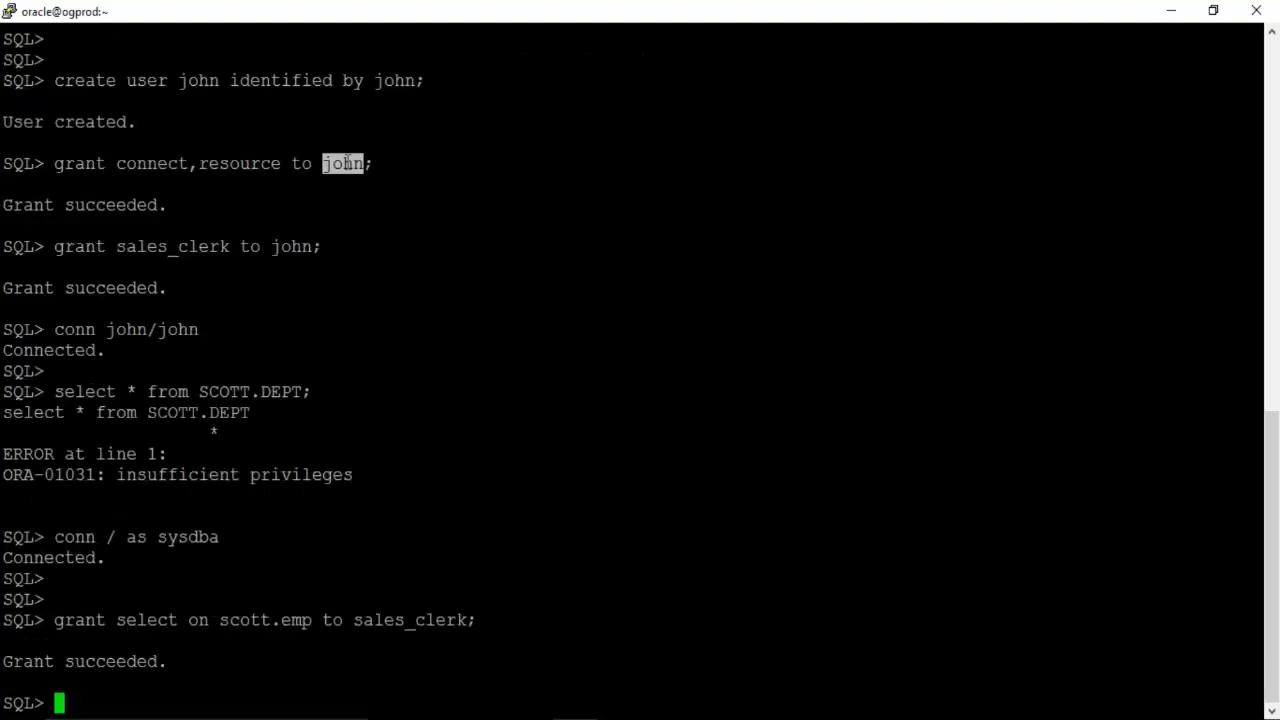 oracle@ogprod:~
SQL>
SQL>
SQL> create user john identified by john;
User created.
SQL> grant connect,resource to john;
Grant succeeded.
SQL> grant sales_clerk to john;
Grant succeeded.
SQL> conn john/john
Connected.
SQL>
SQL> select * from SCOTT.DEPT;
select * from SCOTT.DEPT
*
ERROR at line 1:
ORA-01031: insufficient privileges
SQL> conn / as sysdba
Connected.
SQL>
SQL>
SQL> grant select on scott.emp to sales_clerk;
Grant succeeded.
SQL>